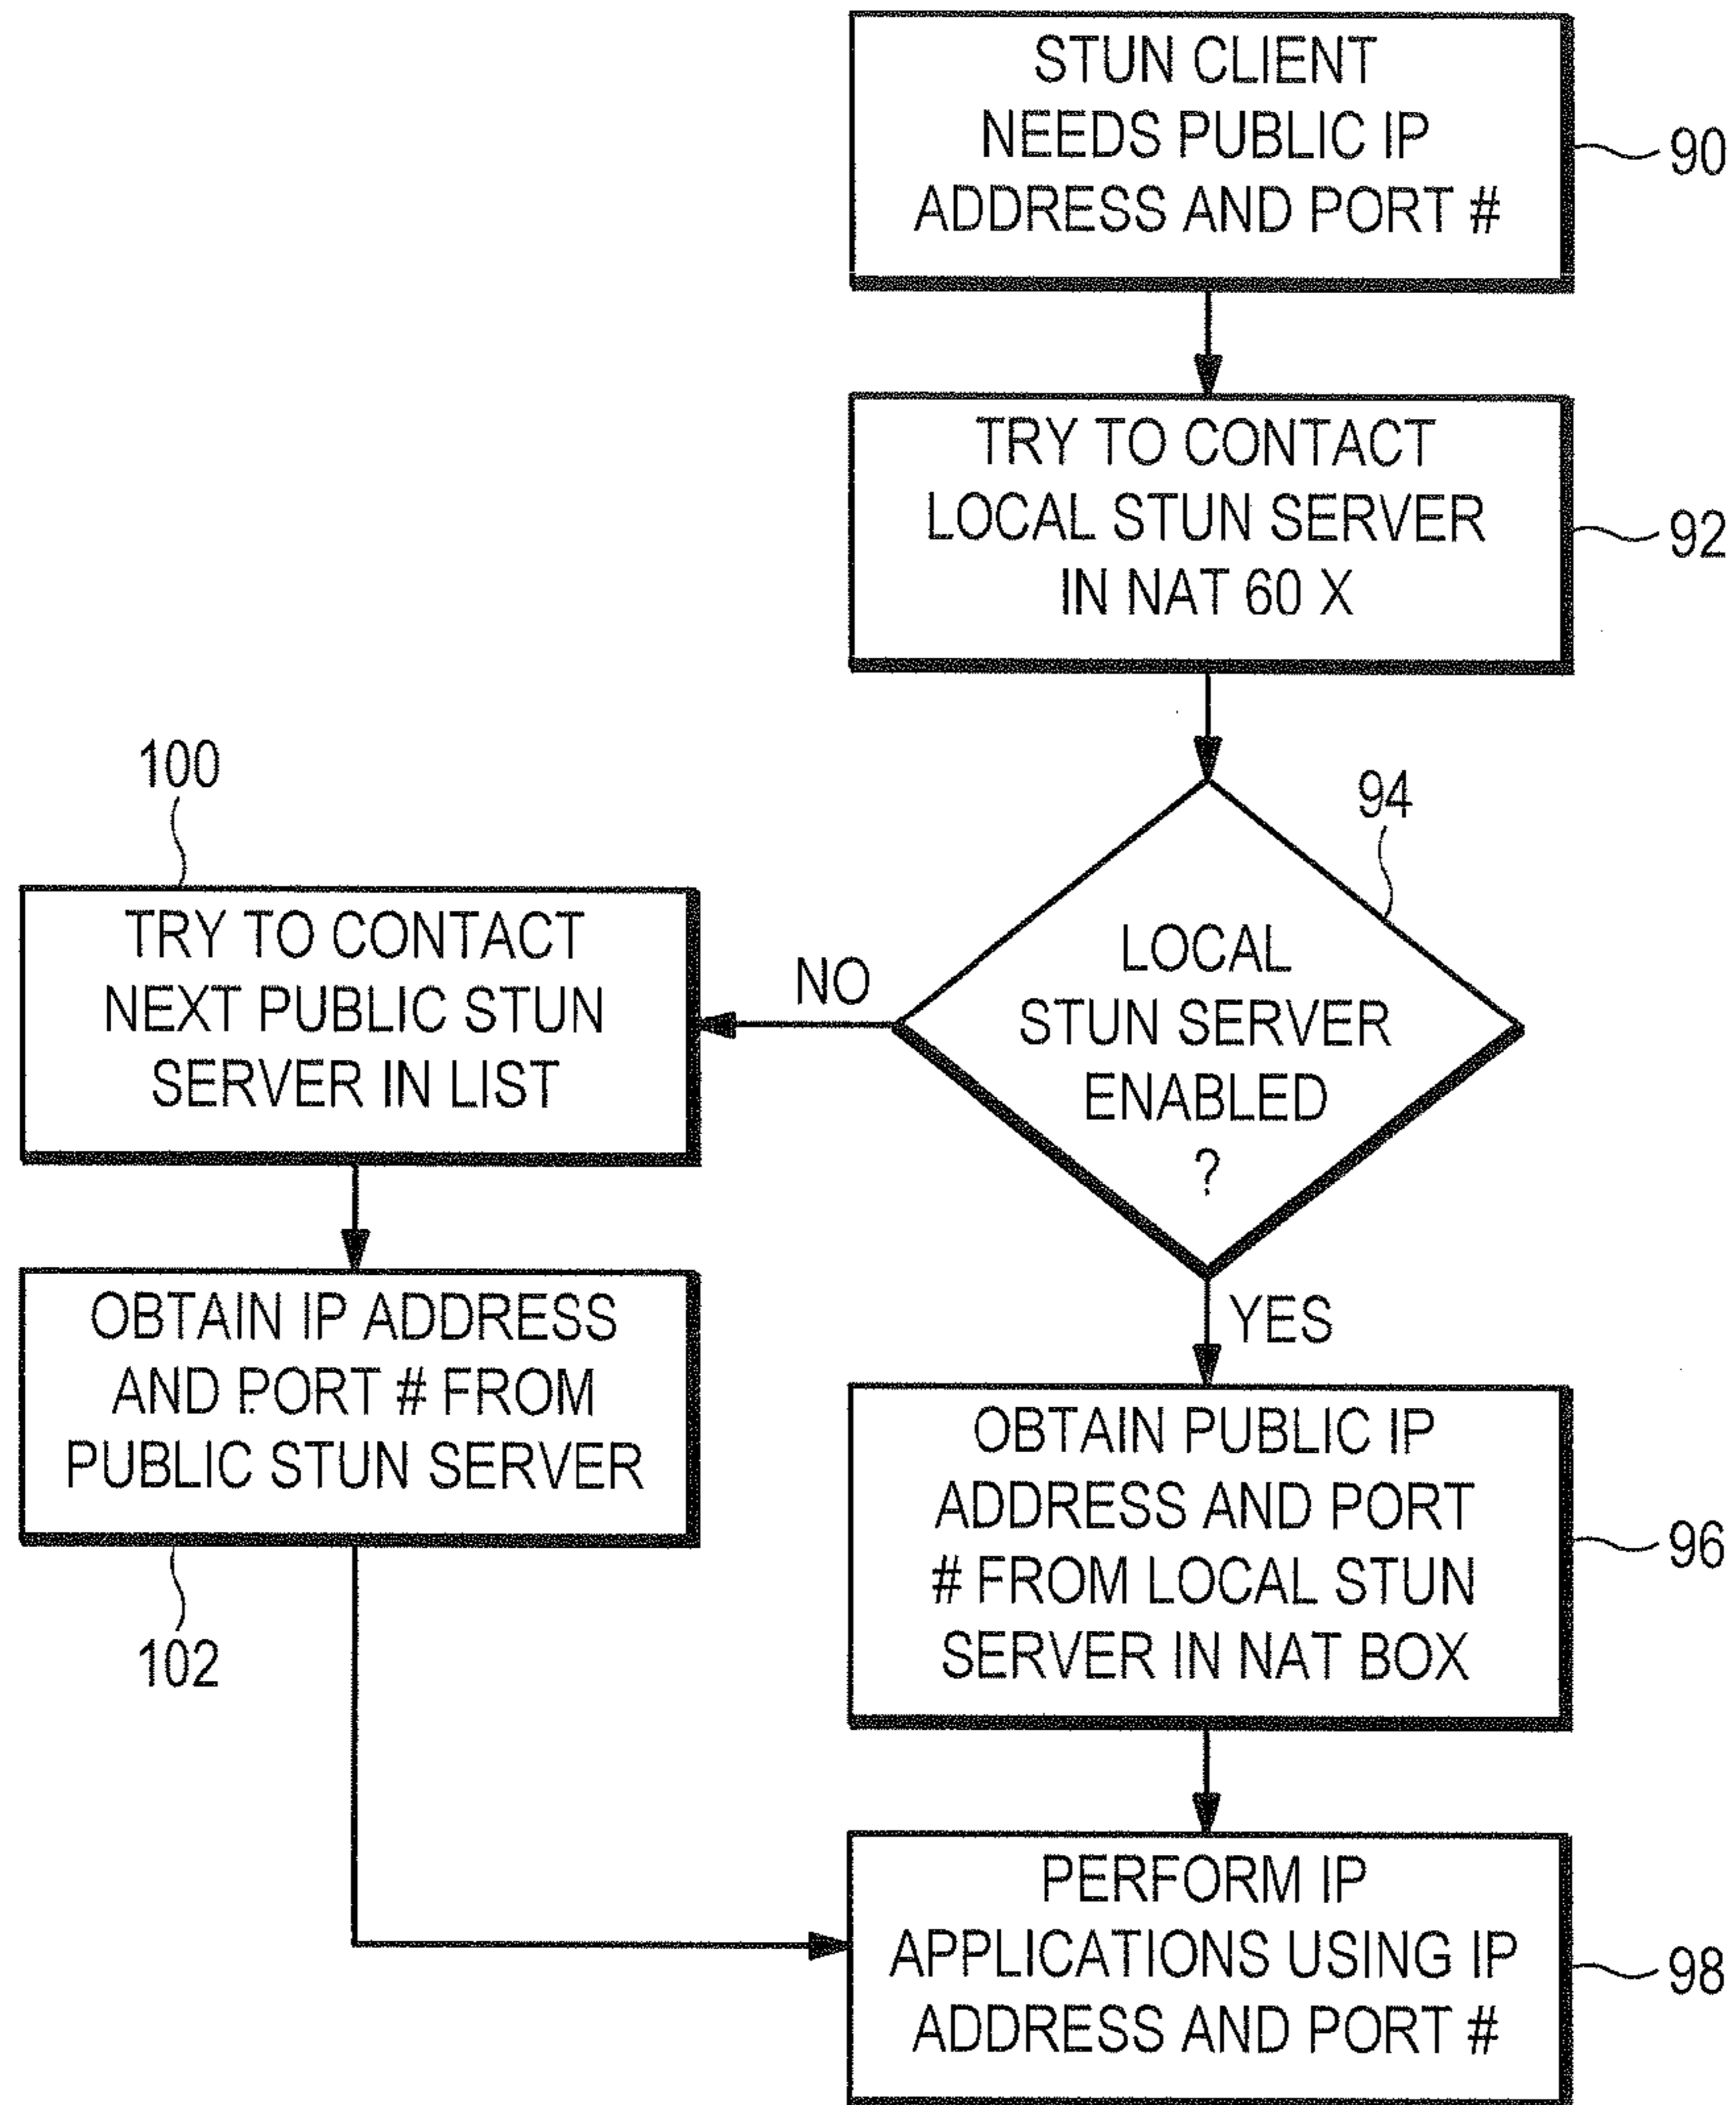 STUN CLIENT
NEEDS PUBLIC IP
ADDRESS AND PORT #
90
TRY TO CONTACT
LOCAL STUN SERVER
IN NAT 60 X
92
94
LOCAL
STUN SERVER
ENABLED
?
NO
100
TRY TO CONTACT
NEXT PUBLIC STUN
SERVER IN LIST
OBTAIN IP ADDRESS
AND PORT # FROM
PUBLIC STUN SERVER
102
YES
OBTAIN PUBLIC IP
ADDRESS AND PORT
# FROM LOCAL STUN
SERVER IN NAT BOX
96
PERFORM IP
APPLICATIONS USING IP
ADDRESS AND PORT #
98